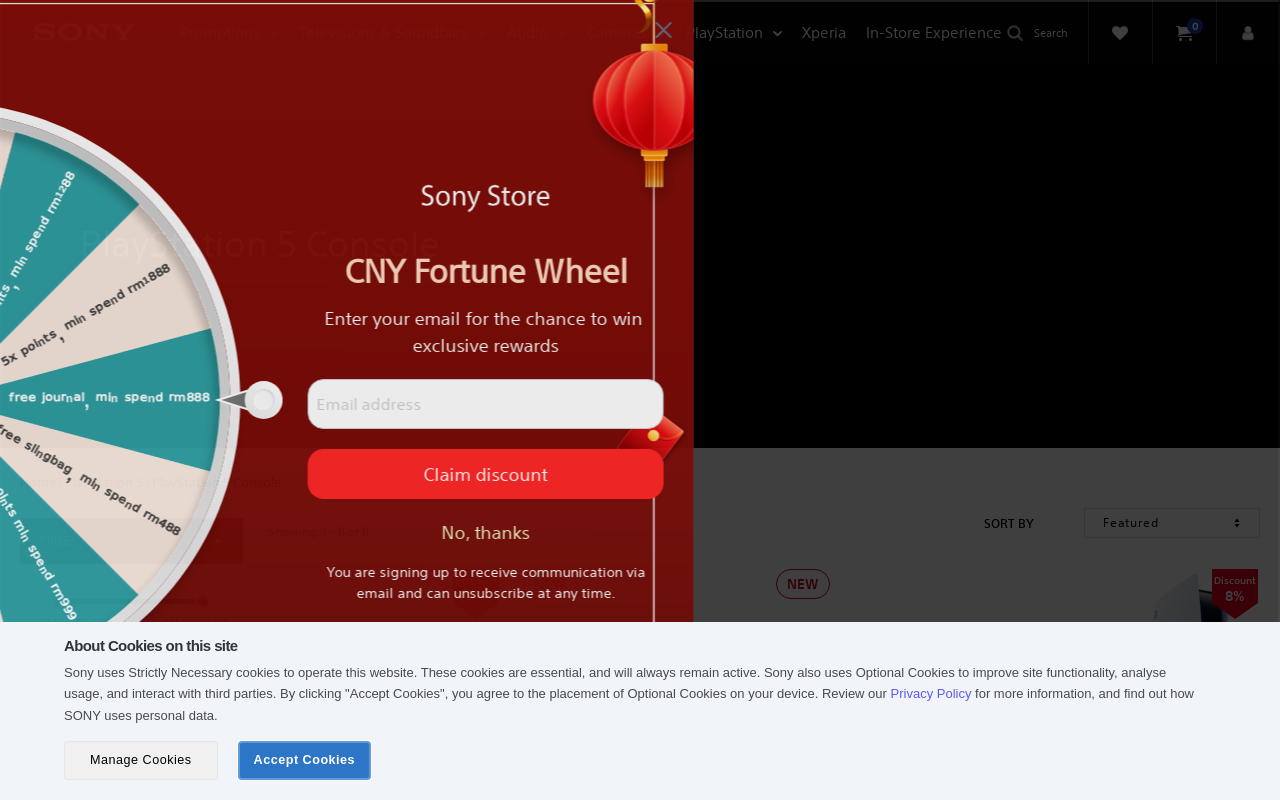 SONY
PlayStation
Xperia
In-Store Experience
Search
0
PlayStation 5 Console
min spend rm1288
5x points, min spend rm1888
free journal, min spend rm888
free slingbag, min spend rm488
points min spend rm999
Sony Store
CNY Fortune Wheel
Enter your email for the chance to win
exclusive rewards
Email address
Claim discount
No, thanks
You are signing up to receive communication via
email and can unsubscribe at any time.
SORT BY
Featured
NEW
Discount
8%
About Cookies on this site
Sony uses Strictly Necessary cookies to operate this website. These cookies are essential, and will always remain active. Sony also uses Optional Cookies to improve site functionality, analyse
usage, and interact with third parties. By clicking "Accept Cookies", you agree to the placement of Optional Cookies on your device. Review our Privacy Policy for more information, and find out how
SONY uses personal data.
Manage Cookies
Accept Cookies